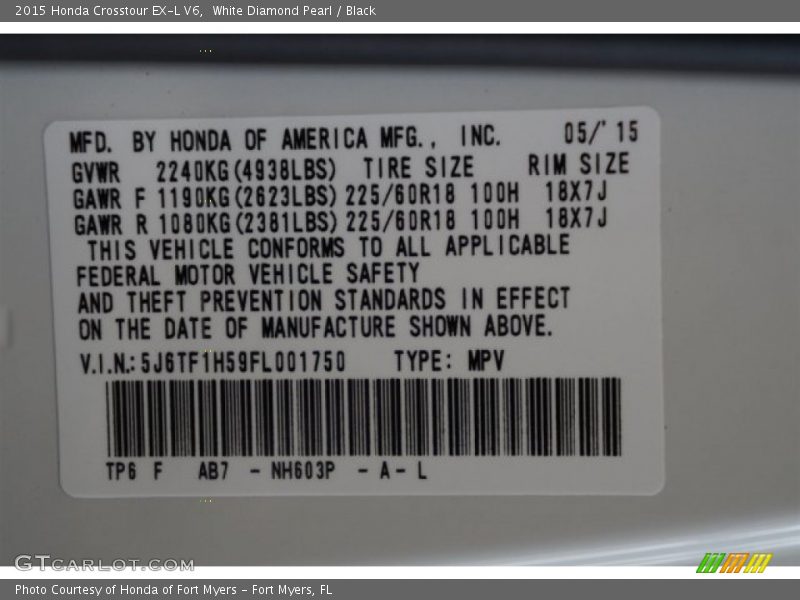 2015 Honda Crosstour EX-L V6,  White Diamond Pearl / Black
MFD. BY HONDA OF AMERICA MFG., INC. 05/'15
GVWR 2240KG(4938LBS) TIRE SIZE RIM SIZE
GAWR F 1190KG(2623LBS) 225/60R18 100H 18X7J
GAWR R 1080KG(2381LBS) 225/60R18 100H 18X7J
THIS VEHICLE CONFORMS TO ALL APPLICABLE
FEDERAL MOTOR VEHICLE SAFETY
AND THEFT PREVENTION STANDARDS IN EFFECT
ON THE DATE OF MANUFACTURE SHOWN ABOVE.
V.I.N.: 5J6TF1H59FL001750 TYPE: MPV
TP6 F AB7 - NH603P - A - L
GTCARLOT.COM
Photo Courtesy of Honda of Fort Myers - Fort Myers, FL